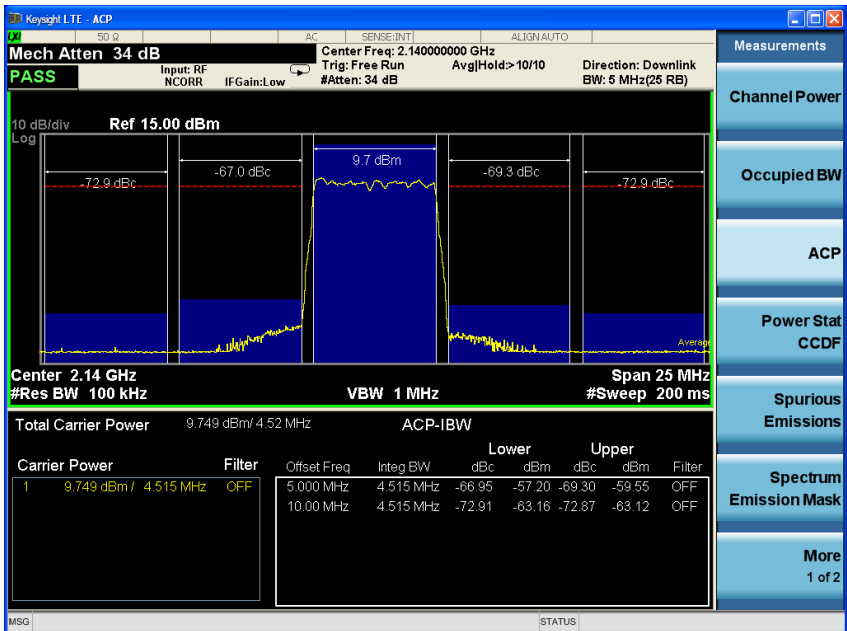 Keysight LTE - ACP
LXI 50 Ω AC SENSE:INT ALIGN AUTO
Mech Atten 34 dB
Center Freq: 2.140000000 GHz
PASS
Input: RF
NCORR
IFGain:Low
Trig: Free Run
#Atten: 34 dB
Avg|Hold:> 10/10
Direction: Downlink
BW: 5 MHz(25 RB)
10 dB/div Ref 15.00 dBm
Log
-72.9 dBc
-67.0 dBc
9.7 dBm
-69.3 dBc
-72.9 dBc
Average
Center 2.14 GHz Span 25 MHz
#Res BW 100 kHz VBW 1 MHz #Sweep 200 ms
Total Carrier Power 9.749 dBm/ 4.52 MHz ACP-IBW
Lower Upper
Carrier Power Filter
Offset Freq Integ BW dBc dBm dBc dBm Filter
1 9.749 dBm / 4.515 MHz OFF
5.000 MHz 4.515 MHz -66.95 -57.20 -69.30 -59.55 OFF
10.00 MHz 4.515 MHz -72.91 -63.16 -72.87 -63.12 OFF
MSG STATUS
Measurements
Channel Power
Occupied BW
ACP
Power Stat
CCDF
Spurious
Emissions
Spectrum
Emission Mask
More
1 of 2